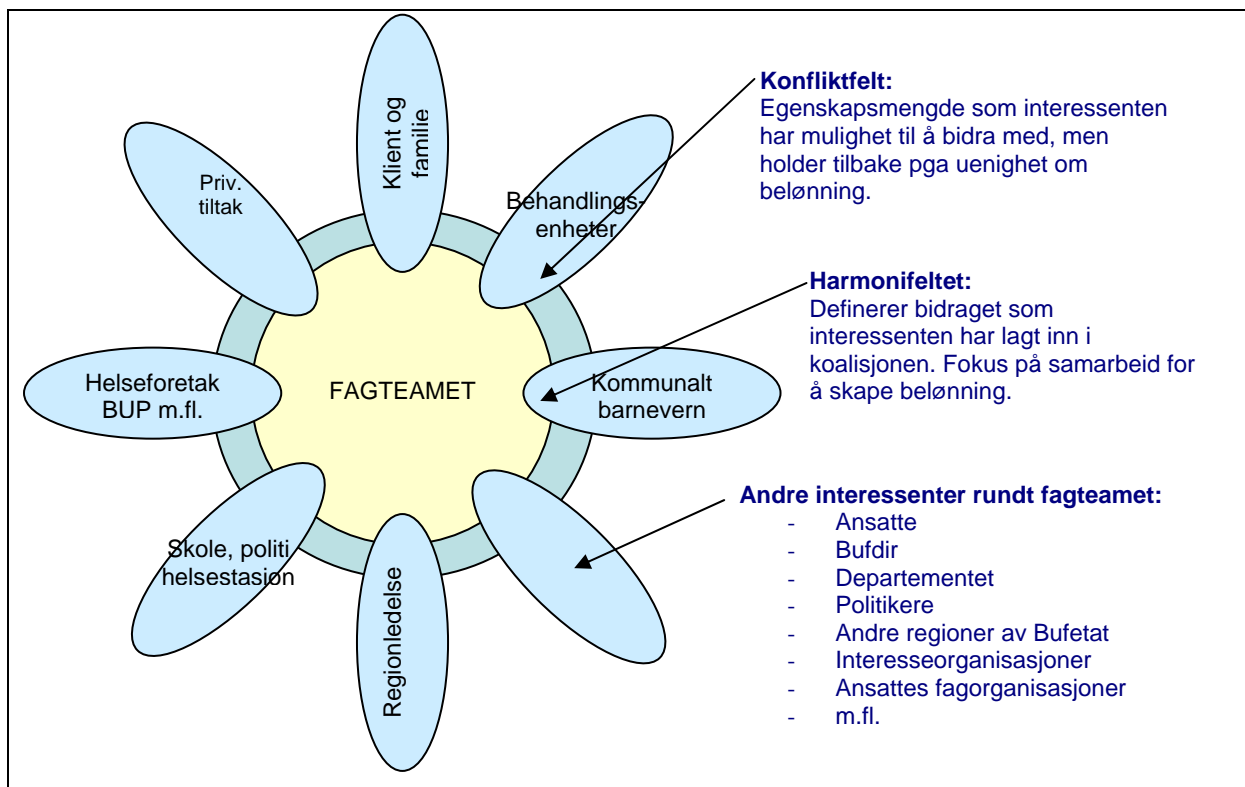 Klient og
familie
Priv.
tiltak
Behandlings-
enheter
Helseforetak
BUP m.fl.
FAGTEAMET
Kommunalt
barnevern
Skole, politi
helsestasjon
Regionledelse
Konfliktfelt:
Egenskapsmengde som interessenten
har mulighet til å bidra med, men
holder tilbake pga uenighet om
belønning.
Harmonifeltet:
Definerer bidraget som
interessenten har lagt inn i
koalisjonen. Fokus på samarbeid for
å skape belønning.
Andre interessenter rundt fagteamet:
- Ansatte
- Bufdir
- Departementet
- Politikere
- Andre regioner av Bufetat
- Interesseorganisasjoner
- Ansattes fagorganisasjoner
- m.fl.